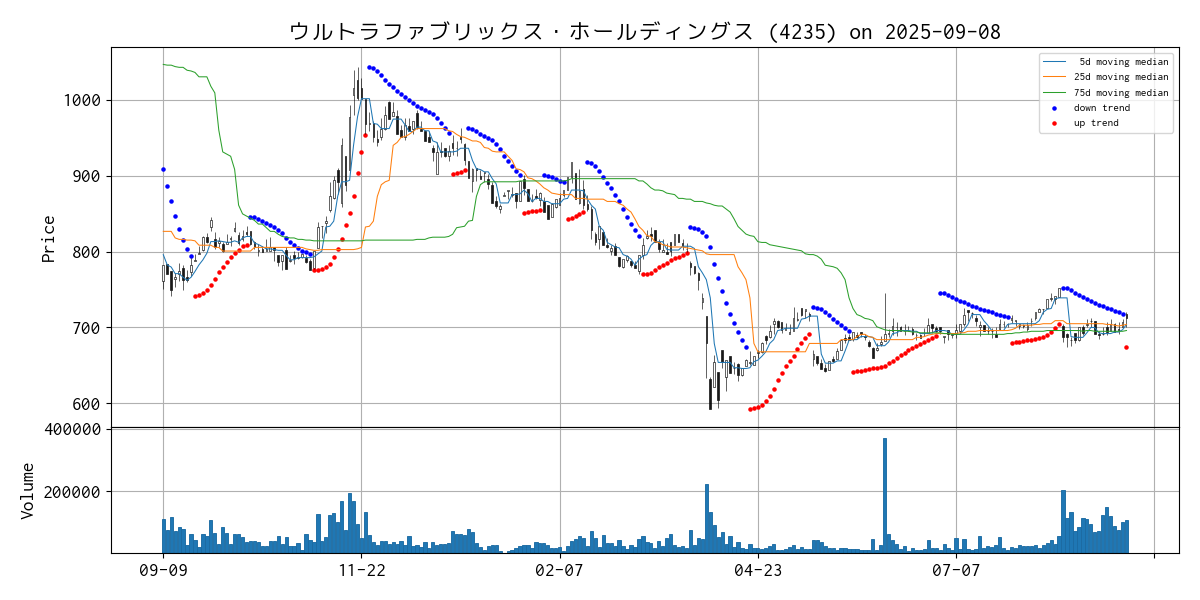 ウルトラファブリックス・ホールディングス (4235) on 2025-09-08
5d moving median
25d moving median
75d moving median
down trend
up trend
Price
1000
900
800
700
600
Volume
400000
200000
09-09
11-22
02-07
04-23
07-07